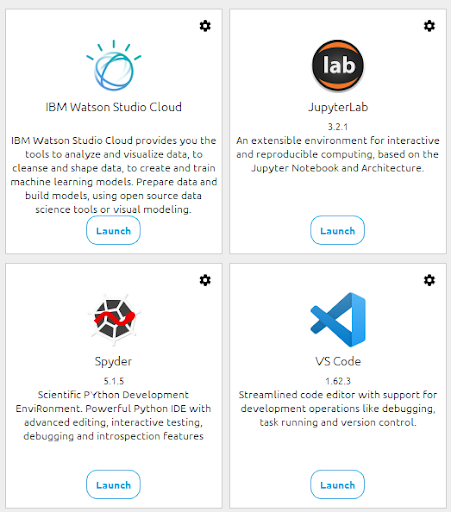 IBM Watson Studio Cloud
IBM Watson Studio Cloud provides you the
tools to analyze and visualize data, to
cleanse and shape data, to create and train
machine learning models. Prepare data and
build models, using open source data
science tools or visual modeling.
Launch
lab
JupyterLab
3.2.1
An extensible environment for interactive
and reproducible computing, based on the
Jupyter Notebook and Architecture.
Launch
Spyder
5.1.5
Scientific PYthon Development
EnviRonment. Powerful Python IDE with
advanced editing, interactive testing,
debugging and introspection features
Launch
VS Code
1.62.3
Streamlined code editor with support for
development operations like debugging,
task running and version control.
Launch